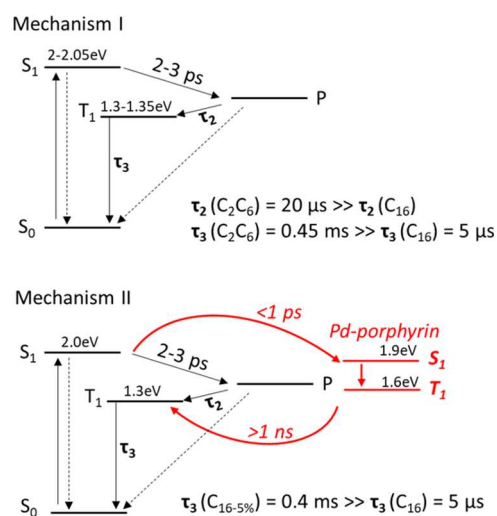 Mechanism I
S₁ 2-2.05eV
2-3 ps
P
T₁ 1.3-1.35eV
τ₂
τ₃
S₀
τ₂ (C₂C₆) = 20 μs >> τ₂ (C₁₆)
τ₃ (C₂C₆) = 0.45 ms >> τ₃ (C₁₆) = 5 μs
Mechanism II
<1 ps
Pd-porphyrin
S₁ 2.0eV
1.9eV S₁
2-3 ps
P
1.6eV T₁
T₁ 1.3eV
τ₂
>1 ns
τ₃
S₀
τ₃ (C₁₆₋₅%) = 0.4 ms >> τ₃ (C₁₆) = 5 μs